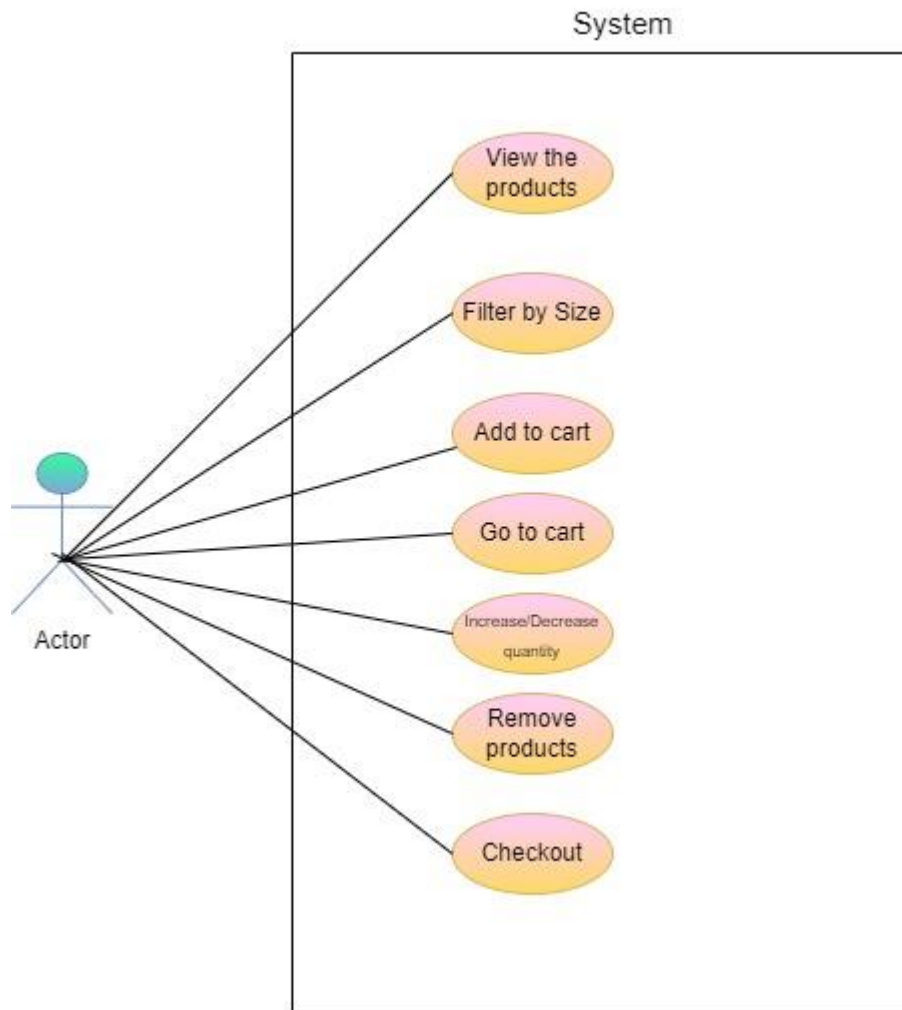 System
View the
products
Filter by Size
Add to cart
Go to cart
Increase/Decrease
quantity
Actor
Remove
products
Checkout